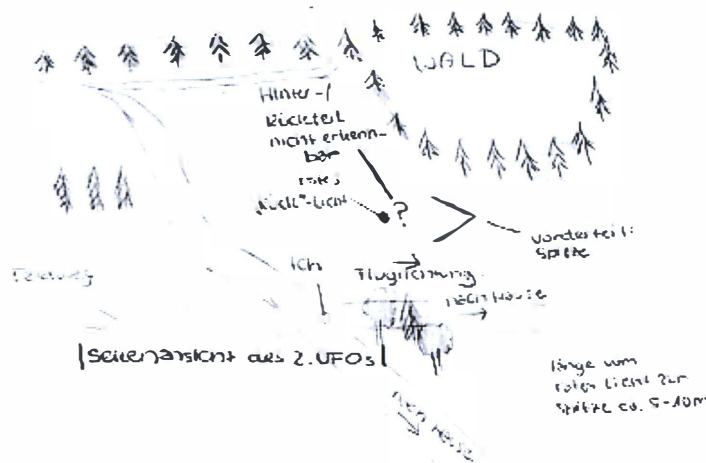 WALD
Hinter-/
Rückteil
nicht erkenn-
bar
rotes
"Rück"-Licht
?
vorderteil:
Spitze
Ich
Flugrichtung
Feldweg
nach Hause
|Seitenansicht des 2. UFOs|
länge vom
roten Licht zur
Spitze ca. 5-10m
nach Hause